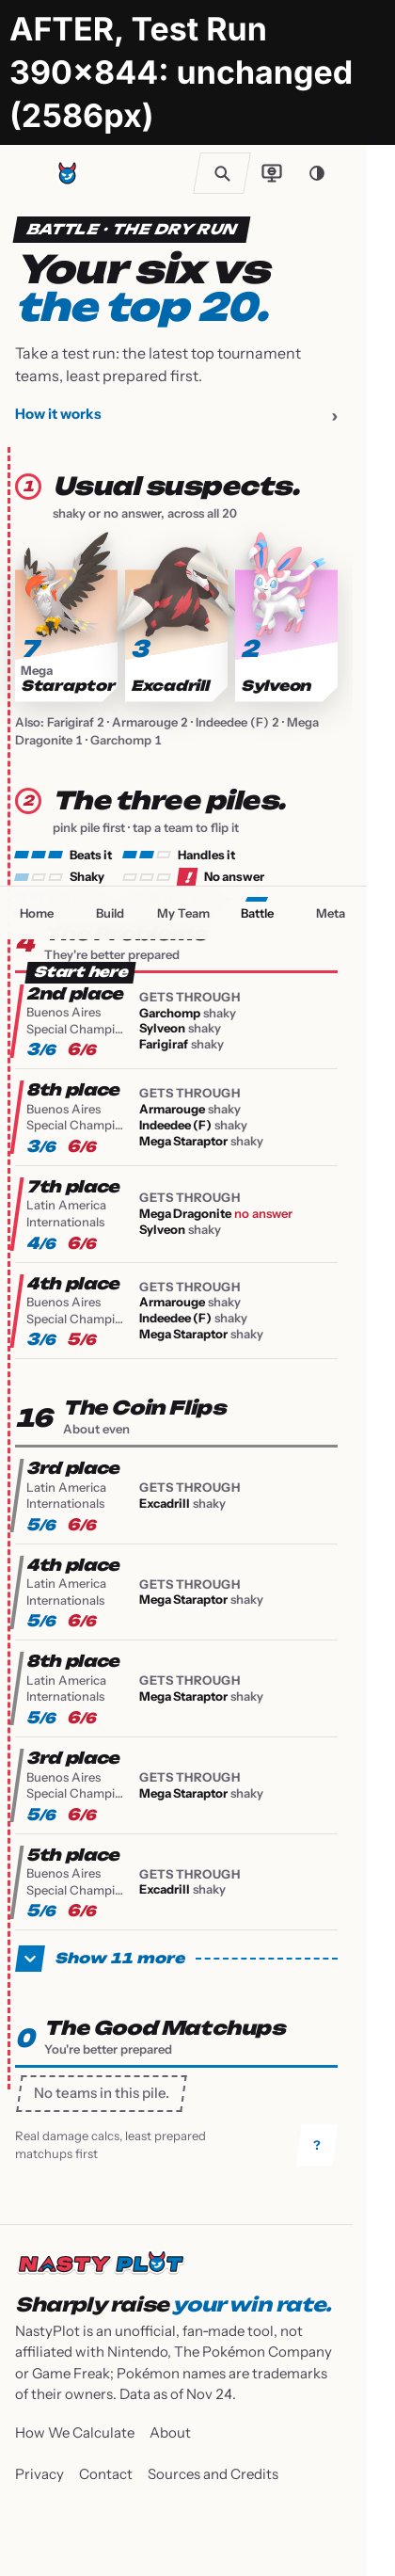 AFTER, Test Run
390×844: unchanged
(2586px)
BATTLE · THE DRY RUN
Your six vs
the top 20.
Take a test run: the latest top tournament
teams, least prepared first.
How it works ›
1 Usual suspects.
shaky or no answer, across all 20
7
Mega
Staraptor
3
Excadrill
2
Sylveon
Also: Farigiraf 2 · Armarouge 2 · Indeedee (F) 2 · Mega
Dragonite 1 · Garchomp 1
2 The three piles.
pink pile first · tap a team to flip it
Beats it Handles it
Shaky ! No answer
Home Build My Team Battle Meta
4 The Problems
They're better prepared
Start here
2nd place
Buenos Aires
Special Champi...
3/6 6/6
GETS THROUGH
Garchomp shaky
Sylveon shaky
Farigiraf shaky
8th place
Buenos Aires
Special Champi...
3/6 6/6
GETS THROUGH
Armarouge shaky
Indeedee (F) shaky
Mega Staraptor shaky
7th place
Latin America
Internationals
4/6 6/6
GETS THROUGH
Mega Dragonite no answer
Sylveon shaky
4th place
Buenos Aires
Special Champi...
3/6 5/6
GETS THROUGH
Armarouge shaky
Indeedee (F) shaky
Mega Staraptor shaky
16 The Coin Flips
About even
3rd place
Latin America
Internationals
5/6 6/6
GETS THROUGH
Excadrill shaky
4th place
Latin America
Internationals
5/6 6/6
GETS THROUGH
Mega Staraptor shaky
8th place
Latin America
Internationals
5/6 6/6
GETS THROUGH
Mega Staraptor shaky
3rd place
Buenos Aires
Special Champi...
5/6 6/6
GETS THROUGH
Mega Staraptor shaky
5th place
Buenos Aires
Special Champi...
5/6 6/6
GETS THROUGH
Excadrill shaky
Show 11 more
0 The Good Matchups
You're better prepared
No teams in this pile.
Real damage calcs, least prepared
matchups first
?
NASTY PLOT
Sharply raise your win rate.
NastyPlot is an unofficial, fan-made tool, not
affiliated with Nintendo, The Pokémon Company
or Game Freak; Pokémon names are trademarks
of their owners. Data as of Nov 24.
How We Calculate About
Privacy Contact Sources and Credits